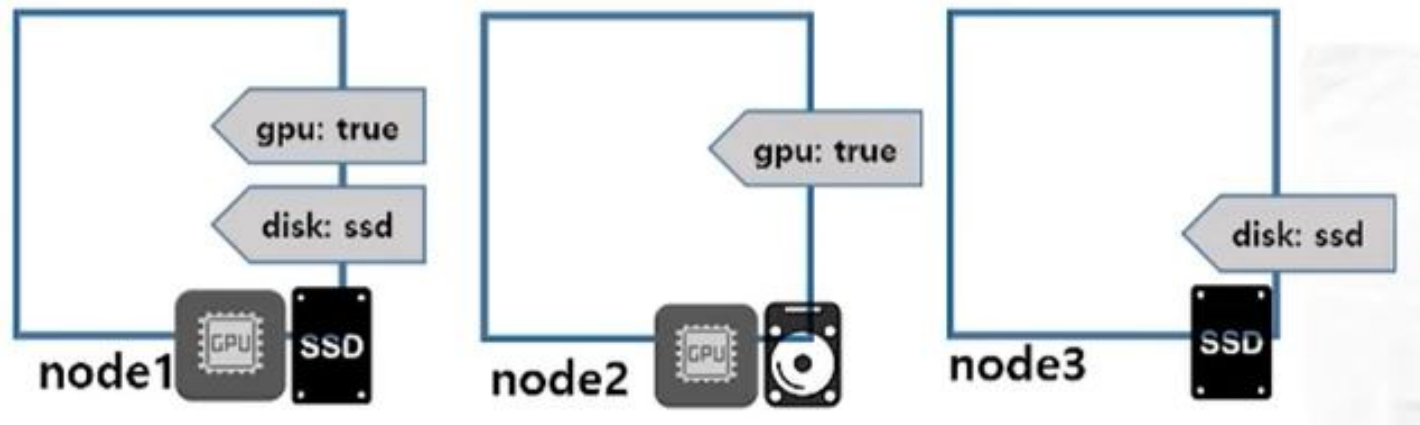 gpu: true
disk: ssd
GPU
SSD
node1
gpu: true
GPU
node2
disk: ssd
SSD
node3